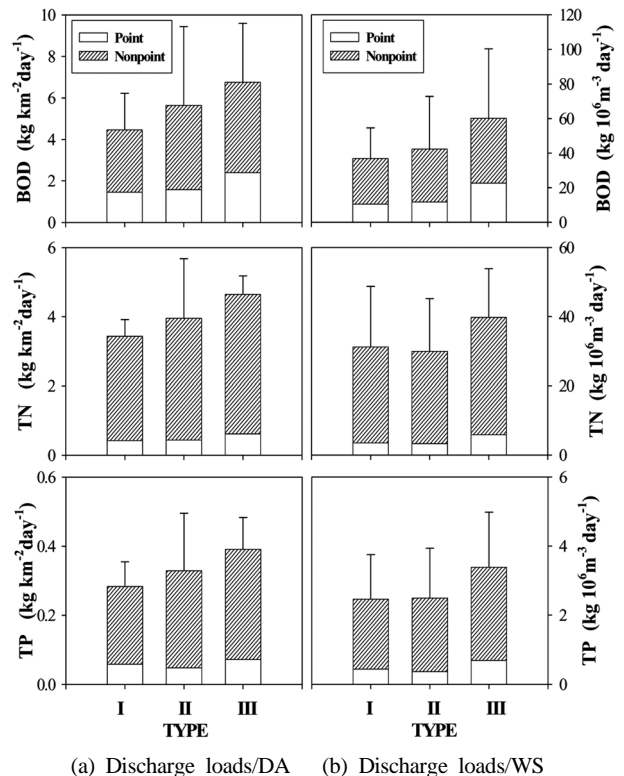 Point
Nonpoint
BOD (kg km⁻²day⁻¹)
10
8
6
4
2
0
Point
Nonpoint
120
100
80
60
40
20
0
BOD (kg 10⁶m⁻³day⁻¹)
TN (kg km⁻²day⁻¹)
6
4
2
0
60
40
20
0
TN (kg 10⁶m⁻³ day⁻¹)
TP (kg km⁻²day⁻¹)
0.6
0.4
0.2
0.0
6
4
2
0
TP (kg 10⁶m⁻³ day⁻¹)
I II III
TYPE
I II III
TYPE
(a) Discharge loads/DA (b) Discharge loads/WS